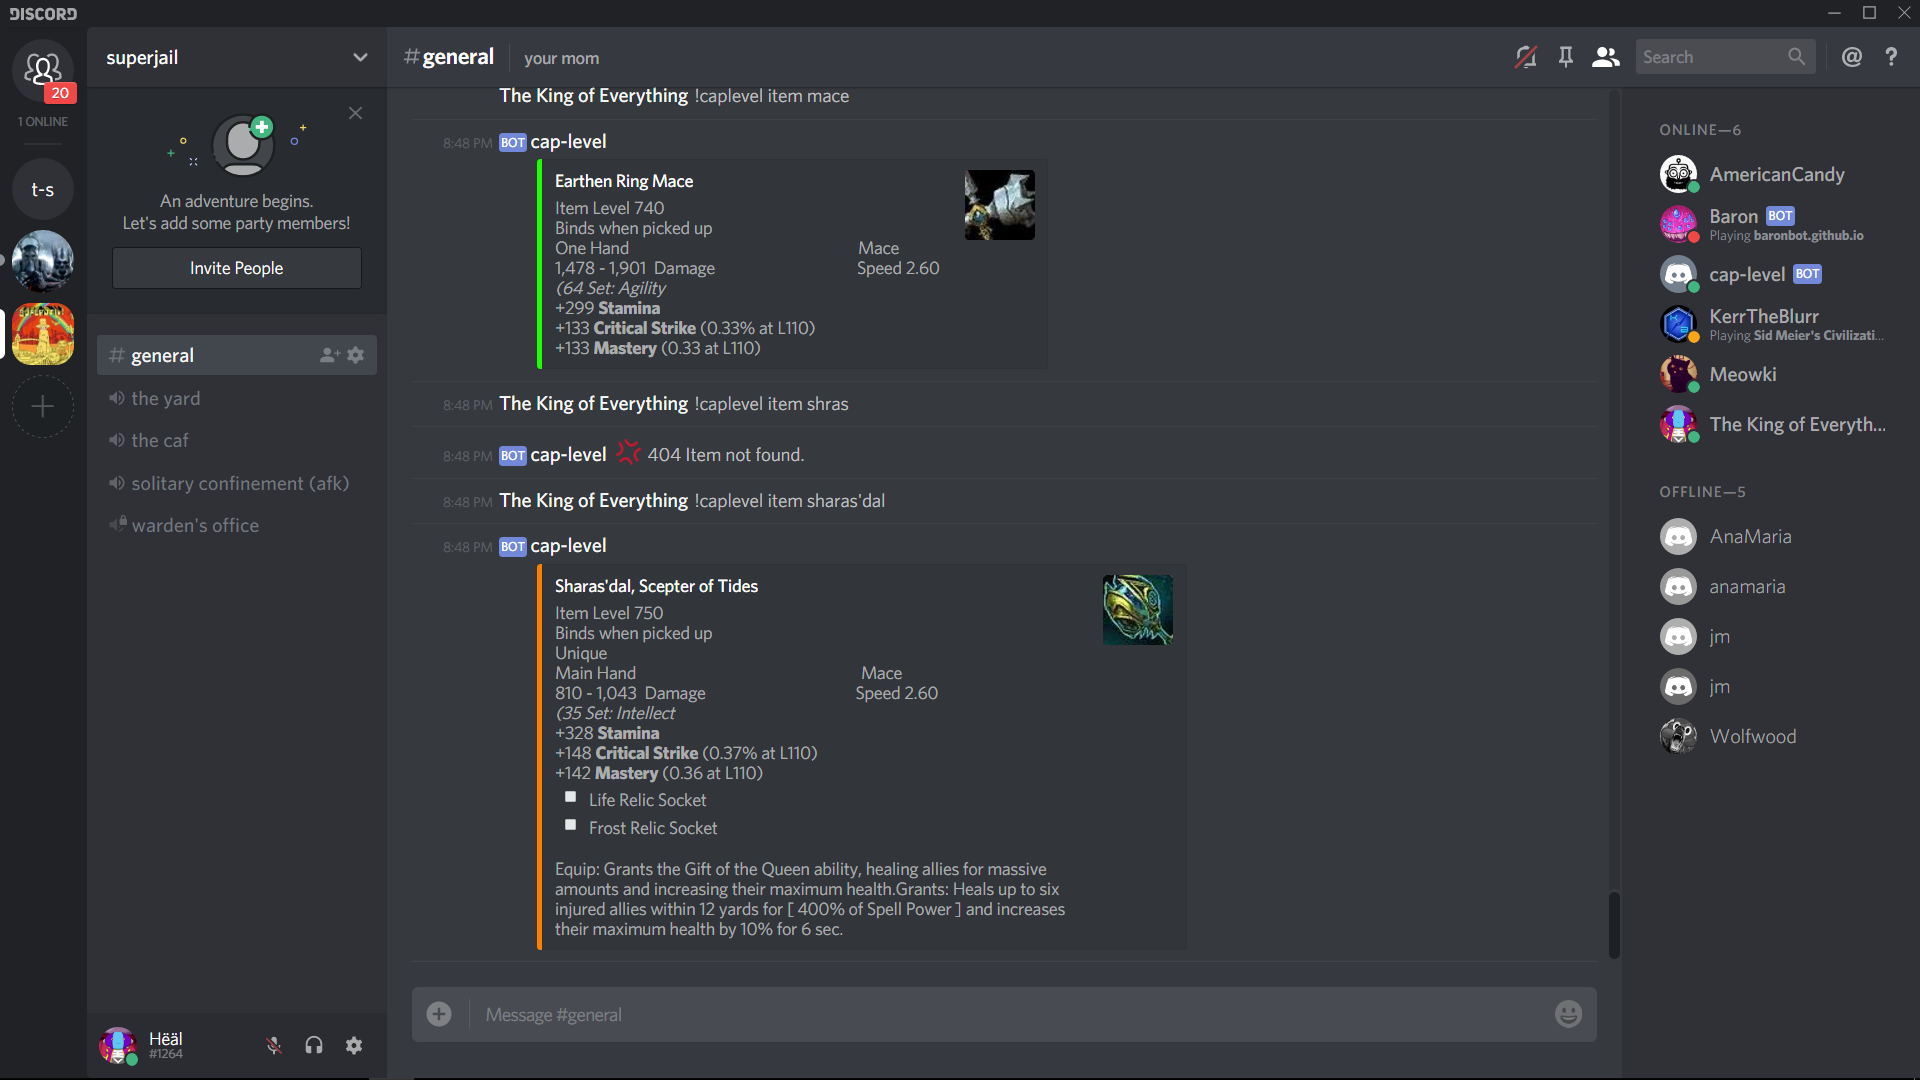 DISCORD
20
1 ONLINE
t-s
superjail
An adventure begins.
Let's add some party members!
Invite People
# general
the yard
the caf
solitary confinement (afk)
warden's office
Hëäl
#1264
#general
your mom
Search
@
?
The King of Everything !caplevel item mace
8:48 PM BOT cap-level
Earthen Ring Mace
Item Level 740
Binds when picked up
One Hand Mace
1,478 - 1,901 Damage Speed 2.60
(64 Set: Agility
+299 Stamina
+133 Critical Strike (0.33% at L110)
+133 Mastery (0.33 at L110)
8:48 PM The King of Everything !caplevel item shras
8:48 PM BOT cap-level 404 Item not found.
8:48 PM The King of Everything !caplevel item sharas'dal
8:48 PM BOT cap-level
Sharas'dal, Scepter of Tides
Item Level 750
Binds when picked up
Unique
Main Hand Mace
810 - 1,043 Damage Speed 2.60
(35 Set: Intellect
+328 Stamina
+148 Critical Strike (0.37% at L110)
+142 Mastery (0.36 at L110)
Life Relic Socket
Frost Relic Socket
Equip: Grants the Gift of the Queen ability, healing allies for massive
amounts and increasing their maximum health.Grants: Heals up to six
injured allies within 12 yards for [ 400% of Spell Power ] and increases
their maximum health by 10% for 6 sec.
Message #general
ONLINE—6
AmericanCandy
Baron BOT
Playing baronbot.github.io
cap-level BOT
KerrTheBlurr
Playing Sid Meier's Civilizati...
Meowki
The King of Everyth...
OFFLINE—5
AnaMaria
anamaria
jm
jm
Wolfwood